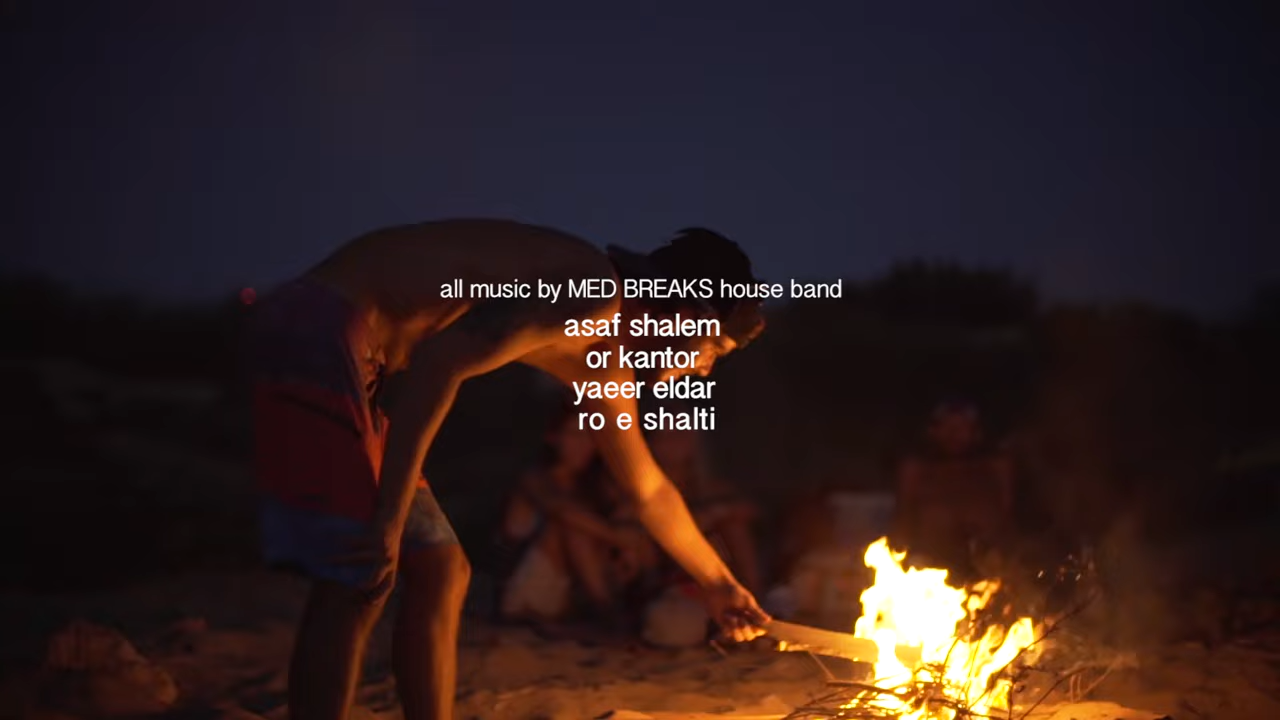 all music by MED BREAKS house band
asaf shalem
or kantor
yaeer eldar
ro e shalti